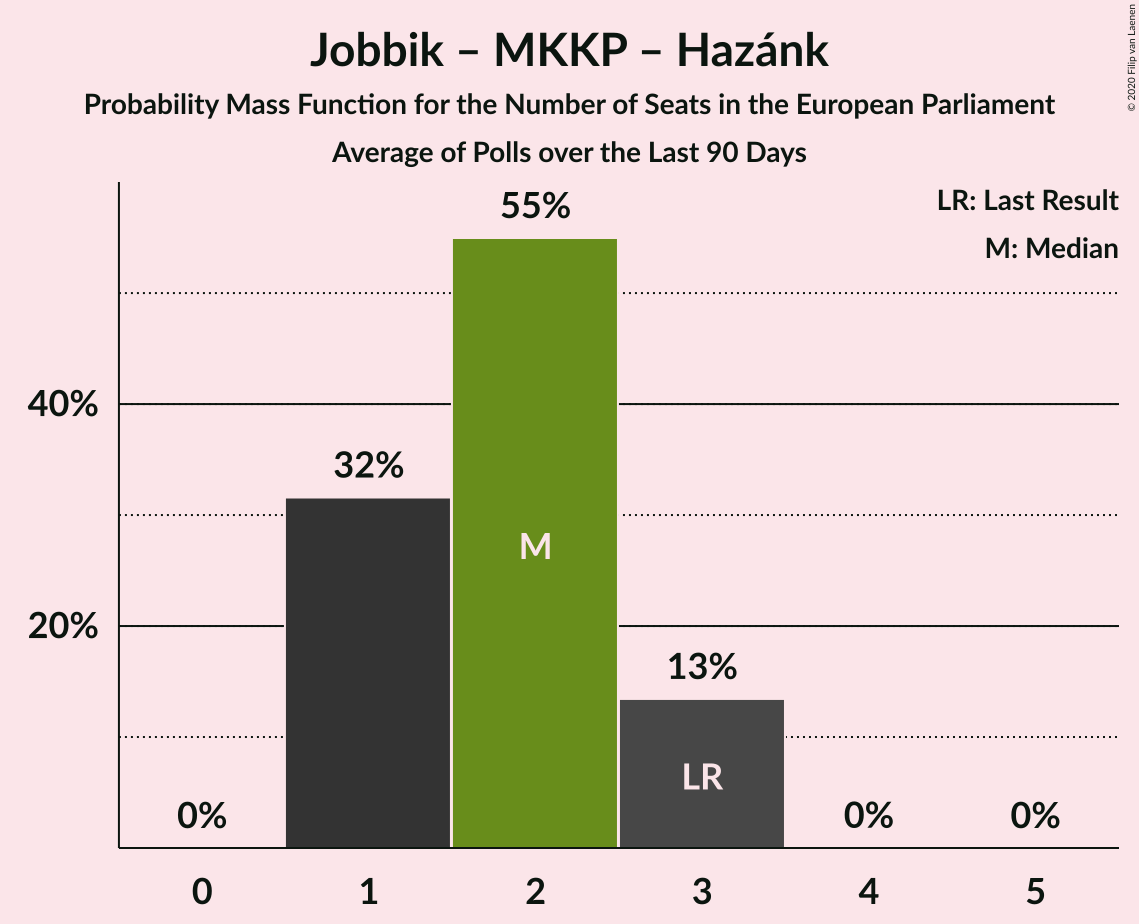 Jobbik – MKKP – Hazánk
Probability Mass Function for the Number of Seats in the European Parliament
Average of Polls over the Last 90 Days
© 2020 Filip van Laenen
LR: Last Result
M: Median
55%
40%
32%
M
20%
13%
LR
0%
0%
0%
0 1 2 3 4 5